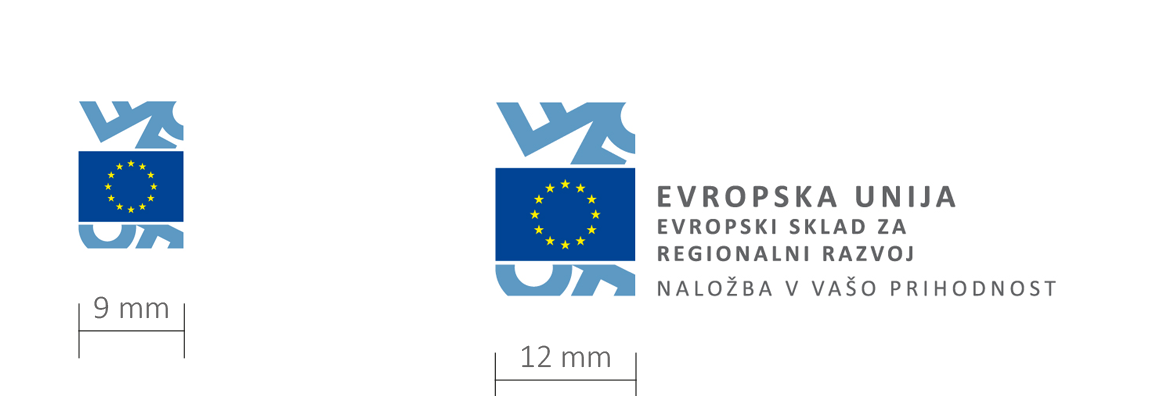 EVROPSKA UNIJA
EVROPSKI SKLAD ZA
REGIONALNI RAZVOJ
NALOŽBA V VAŠO PRIHODNOST
9 mm
12 mm